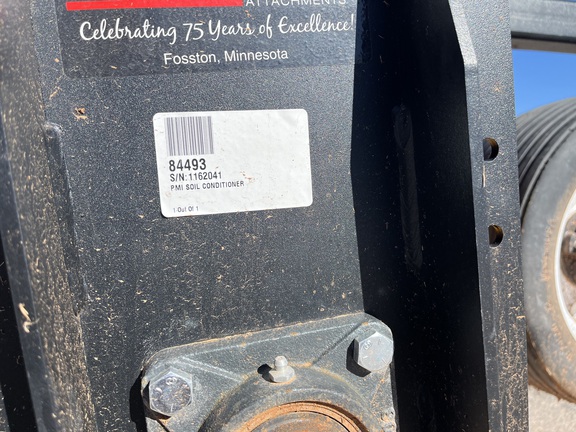 ATTACHMENTS
Celebrating 75 Years of Excellence!
Fosston, Minnesota
84493
S/N:1162041
PMI SOIL CONDITIONER
1 Out Of 1